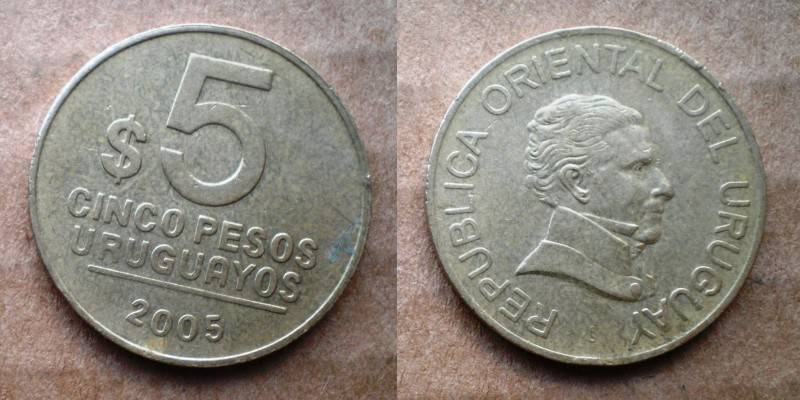 $ 5
CINCO PESOS
URUGUAYOS
2005
REPUBLICA ORIENTAL DEL URUGUAY